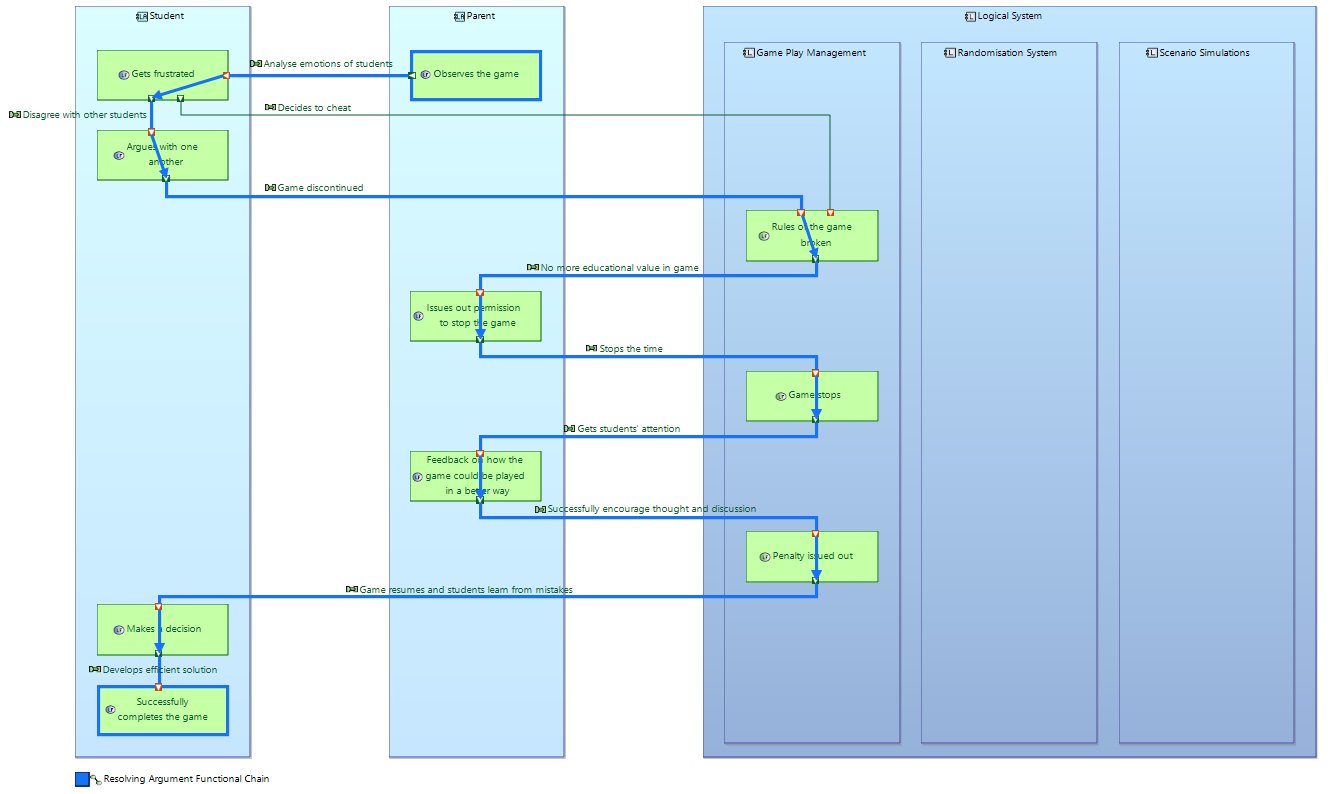 Student
Parent
Logical System
Game Play Management
Randomisation System
Scenario Simulations
Gets frustrated
Analyse emotions of students
Observes the game
Decides to cheat
Disagree with other students
Argues with one
another
Game discontinued
Rules of the game
broken
No more educational value in game
Issues out permission
to stop the game
Stops the time
Game stops
Gets students' attention
Feedback on how the
game could be played
in a better way
Successfully encourage thought and discussion
Penalty issued out
Game resumes and students learn from mistakes
Makes a decision
Develops efficient solution
Successfully
completes the game
Resolving Argument Functional Chain